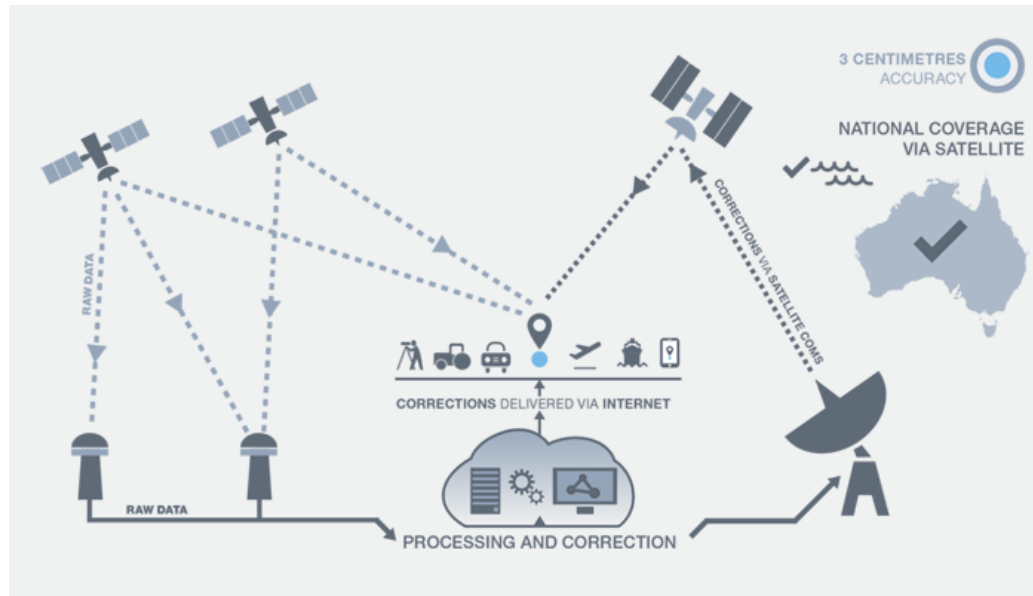 3 CENTIMETRES
ACCURACY
NATIONAL COVERAGE
VIA SATELLITE
RAW DATA
CORRECTIONS VIA SATELLITE COMS
CORRECTIONS DELIVERED VIA INTERNET
RAW DATA
PROCESSING AND CORRECTION